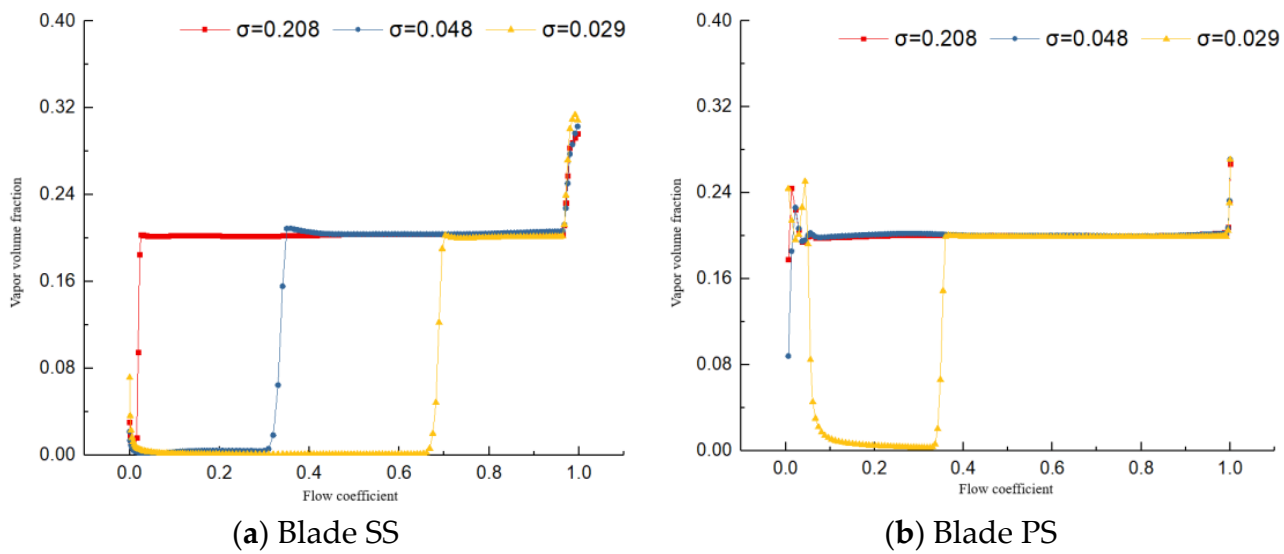 σ=0.208 σ=0.048 σ=0.029
0.40
0.32
0.24
0.16
0.08
0.00
Vapor volume fraction
0.0 0.2 0.4 0.6 0.8 1.0
Flow coefficient
(a) Blade SS
σ=0.208 σ=0.048 σ=0.029
0.40
0.32
0.24
0.16
0.08
0.00
Vapor volume fraction
0.0 0.2 0.4 0.6 0.8 1.0
Flow coefficient
(b) Blade PS